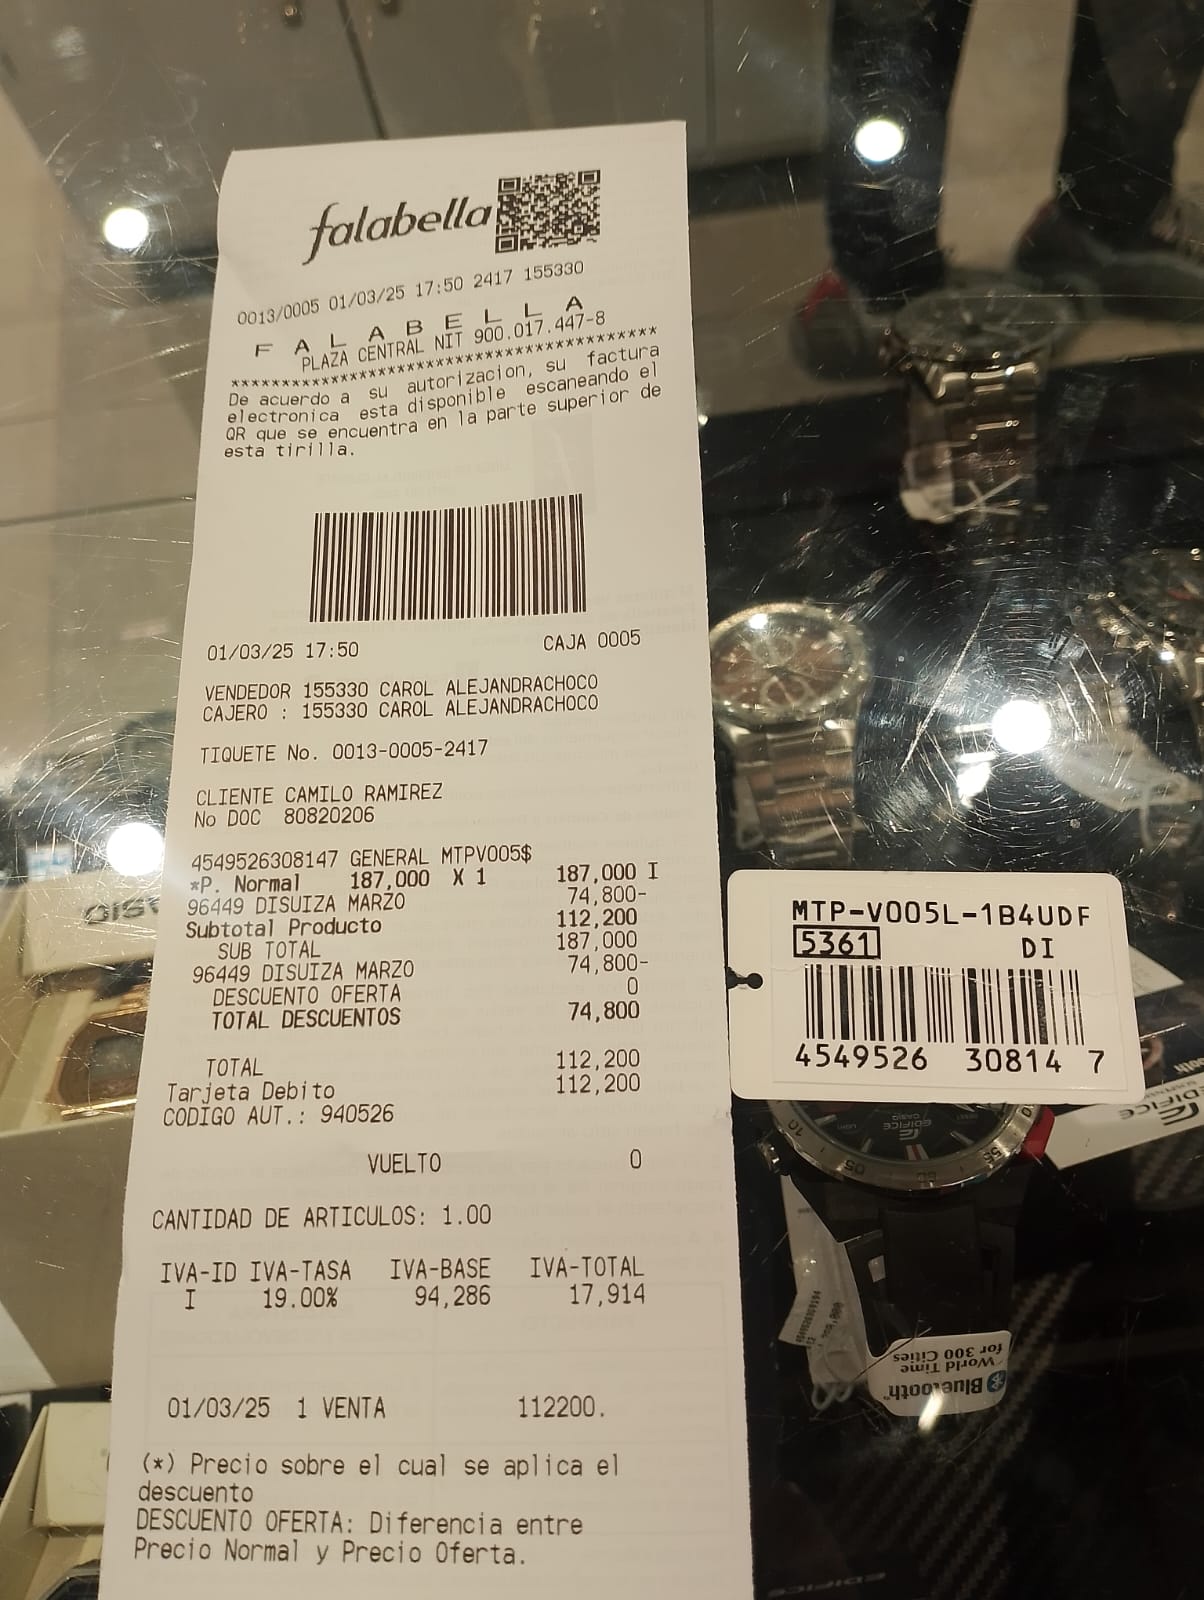 falabella
0013/0005 01/03/25 17:50 2417 155330
F A L A B E L L A
PLAZA CENTRAL NIT 900.017.447-8
****************************************
De acuerdo a su autorizacion, su factura
electronica esta disponible escaneando el
QR que se encuentra en la parte superior de
esta tirilla.
01/03/25 17:50 CAJA 0005
VENDEDOR 155330 CAROL ALEJANDRACHOCO
CAJERO : 155330 CAROL ALEJANDRACHOCO
TIQUETE No. 0013-0005-2417
CLIENTE CAMILO RAMIREZ
No DOC 80820206
4549526308147 GENERAL MTPV005$
*P. Normal 187,000 X 1 187,000 I
96449 DISUIZA MARZO 74,800-
Subtotal Producto 112,200
SUB TOTAL 187,000
96449 DISUIZA MARZO 74,800-
DESCUENTO OFERTA 0
TOTAL DESCUENTOS 74,800
TOTAL 112,200
Tarjeta Debito 112,200
CODIGO AUT.: 940526
VUELTO 0
CANTIDAD DE ARTICULOS: 1.00
IVA-ID IVA-TASA IVA-BASE IVA-TOTAL
I 19.00% 94,286 17,914
01/03/25 1 VENTA 112200.
(*) Precio sobre el cual se aplica el
descuento
DESCUENTO OFERTA: Diferencia entre
Precio Normal y Precio Oferta.
MTP-V005L-1B4UDF
5361 DI
4549526 30814 7
EDIFICE
CASIO
EDIFICE
Bluetooth
World Time
for 300 Cities
EDIFICE